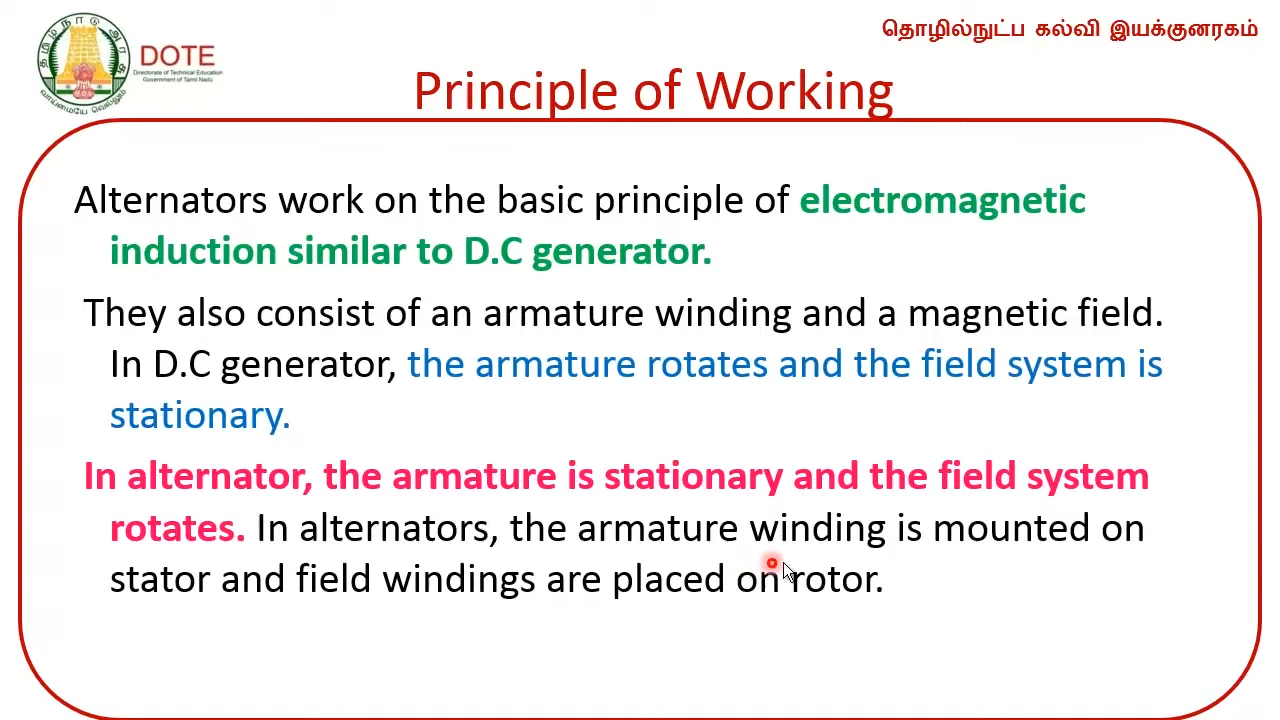 தொழில்நுட்ப கல்வி இயக்குனரகம்
தமிழ்நாடு அரசு
வாய்மையே வெல்லும்
DOTE
Directorate of Technical Education
Government of Tamil Nadu
Principle of Working
Alternators work on the basic principle of electromagnetic
induction similar to D.C generator.
They also consist of an armature winding and a magnetic field.
In D.C generator, the armature rotates and the field system is
stationary.
In alternator, the armature is stationary and the field system
rotates. In alternators, the armature winding is mounted on
stator and field windings are placed on rotor.